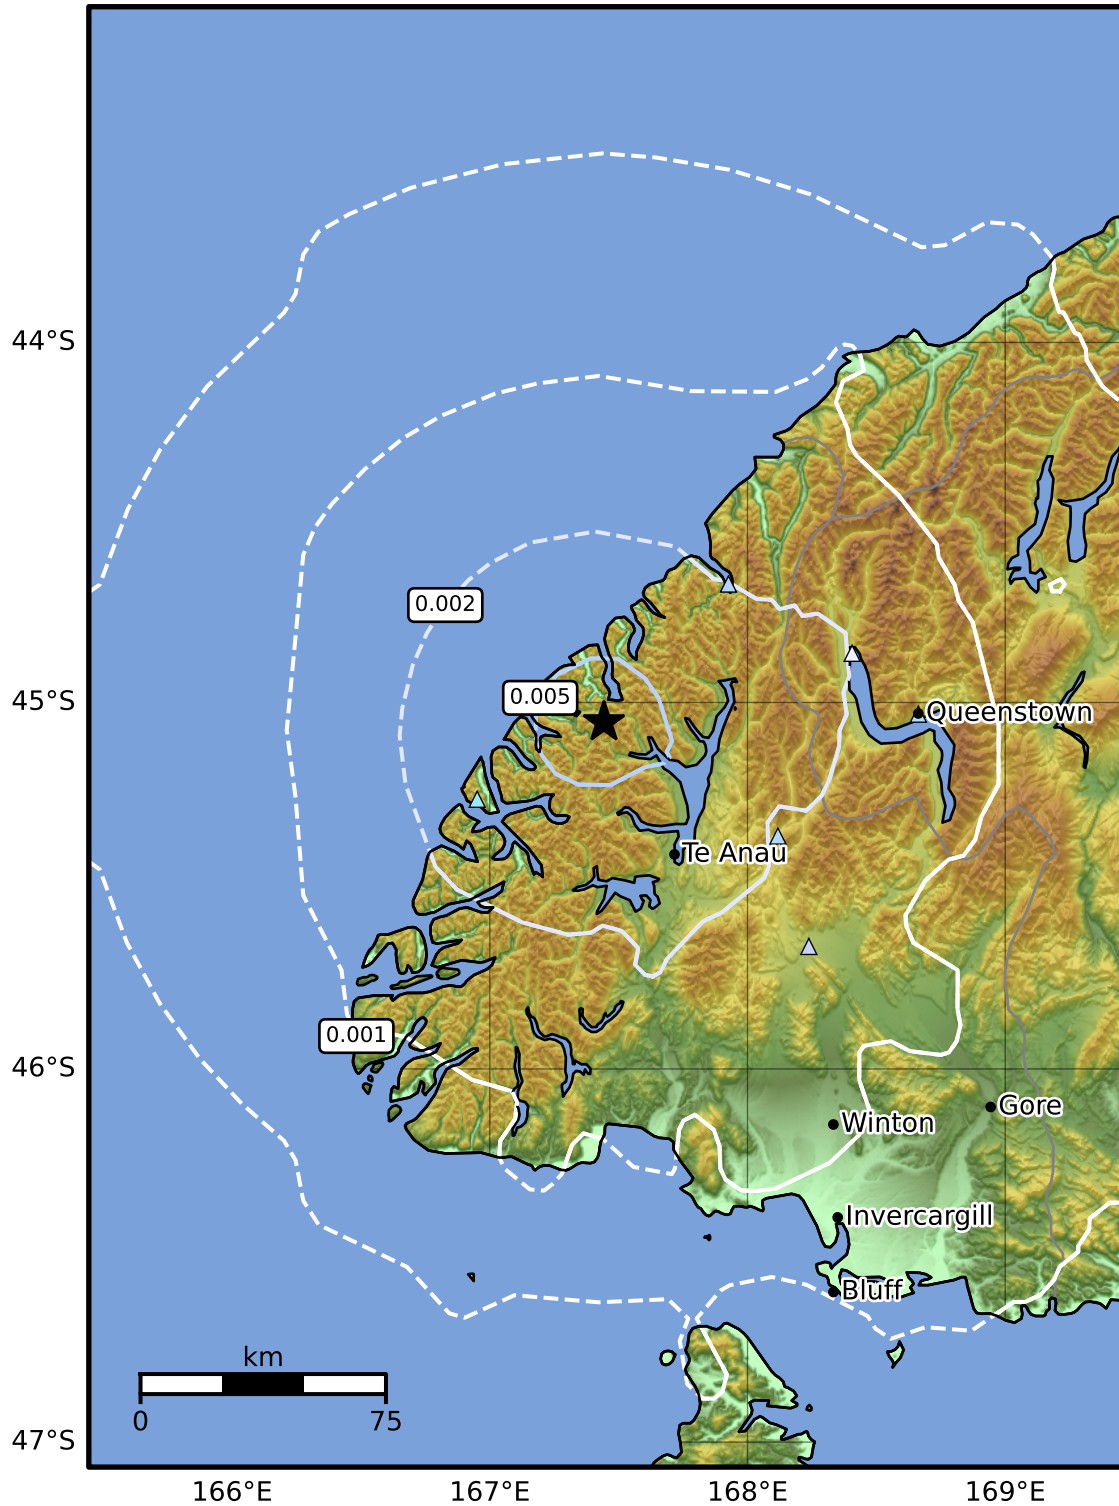 44°S
0.002
0.005
45°S
Queenstown
Te Anau
0.001
46°S
Gore
Winton
Invercargill
Bluff
km
0 75
47°S
166°E 167°E 168°E 169°E